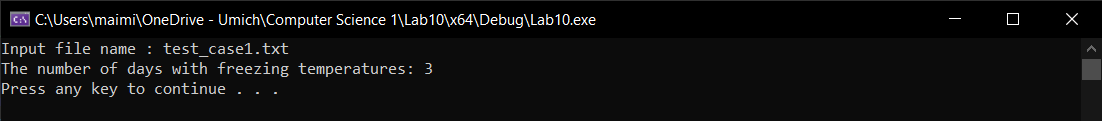 C:\Users\maimi\OneDrive - Umich\Computer Science 1\Lab10\x64\Debug\Lab10.exe
Input file name : test_case1.txt
The number of days with freezing temperatures: 3
Press any key to continue . . .